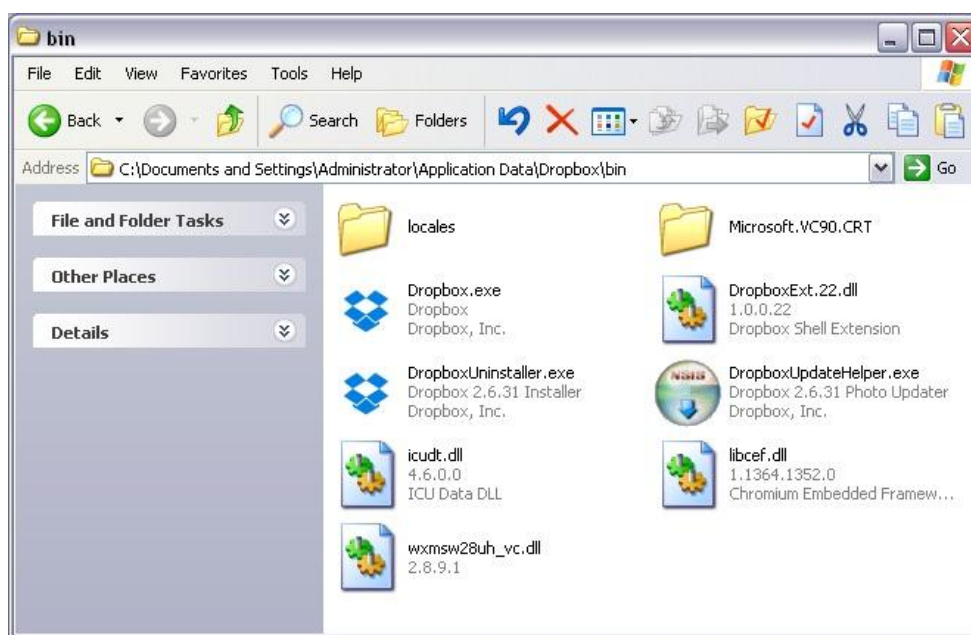 bin
File Edit View Favorites Tools Help
Back Search Folders
Address C:\Documents and Settings\Administrator\Application Data\Dropbox\bin Go
File and Folder Tasks
Other Places
Details
locales
Microsoft.VC90.CRT
Dropbox.exe
Dropbox
Dropbox, Inc.
DropboxExt.22.dll
1.0.0.22
Dropbox Shell Extension
DropboxUninstaller.exe
Dropbox 2.6.31 Installer
Dropbox, Inc.
NSIS
DropboxUpdateHelper.exe
Dropbox 2.6.31 Photo Updater
Dropbox, Inc.
icudt.dll
4.6.0.0
ICU Data DLL
libcef.dll
1.1364.1352.0
Chromium Embedded Framew...
wxmsw28uh_vc.dll
2.8.9.1